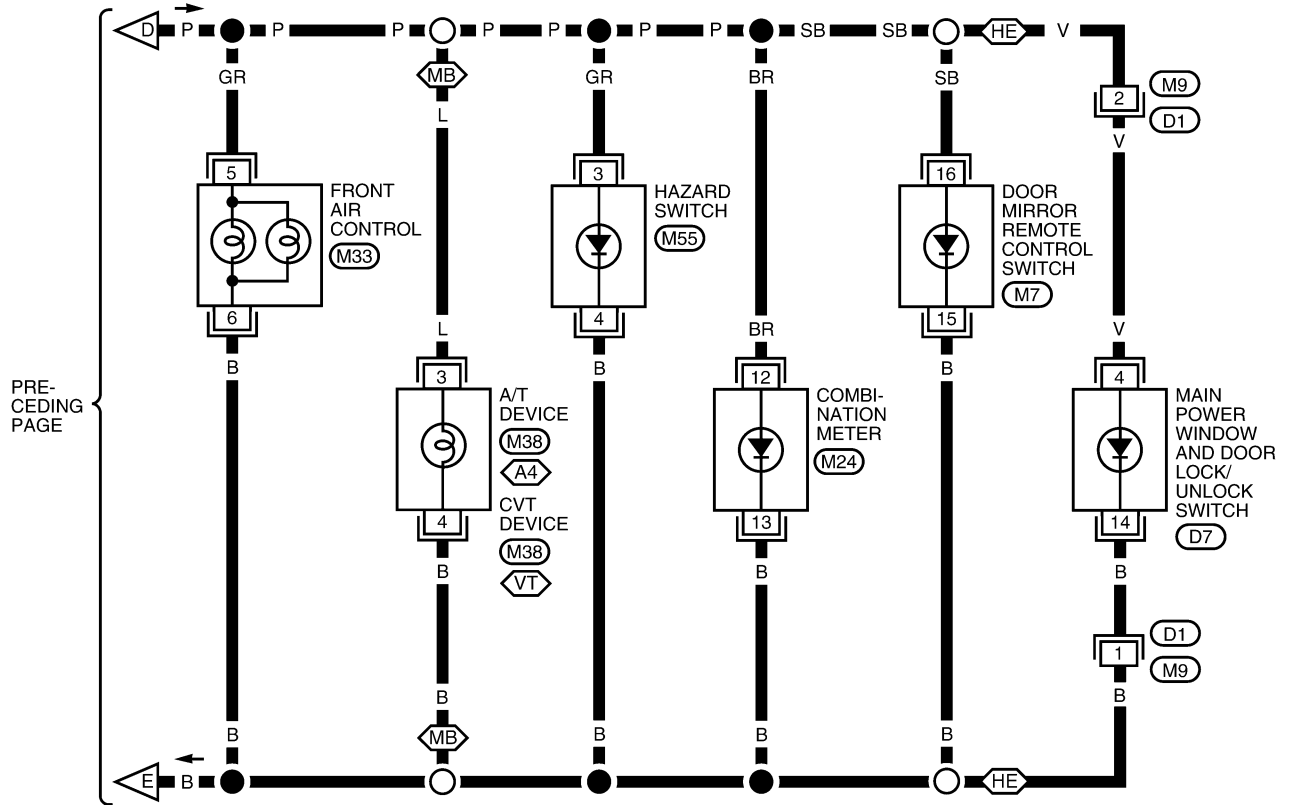 D P P P P P P P SB SB HE V
GR MB GR BR SB
L
2 M9
D1
V
5 3 16
FRONT
AIR
CONTROL
M33
HAZARD
SWITCH
M55
DOOR
MIRROR
REMOTE
CONTROL
SWITCH
M7
6 4 15
L BR V
B B B
3 12 4
PRE-
CEDING
PAGE
A/T
DEVICE
M38
A4
CVT
DEVICE
M38
VT
COMBI-
NATION
METER
M24
MAIN
POWER
WINDOW
AND DOOR
LOCK/
UNLOCK
SWITCH
D7
4 13 14
B B B
D1
1
M9
B B
B B B B
MB
E B HE